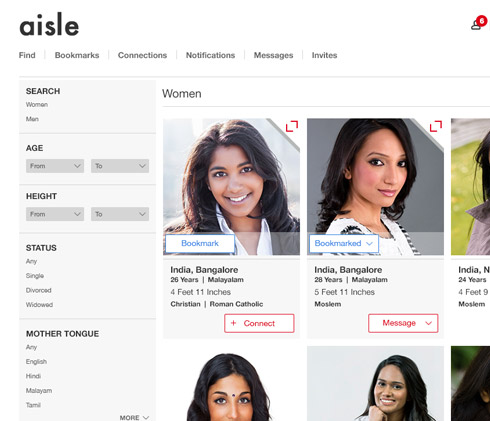 aisle
6
Find
Bookmarks
Connections
Notifications
Messages
Invites
SEARCH
Women
Men
AGE
From
To
HEIGHT
From
To
STATUS
Any
Single
Divorced
Widowed
MOTHER TONGUE
Any
English
Hindi
Malayam
Tamil
MORE
Women
Bookmark
India, Bangalore
26 Years | Malayalam
4 Feet 11 Inches
Christian | Roman Catholic
+ Connect
Bookmarked
India, Bangalore
28 Years | Malayalam
5 Feet 11 Inches
Moslem
Message
India, N
24 Years
4 Feet 9
Moslem